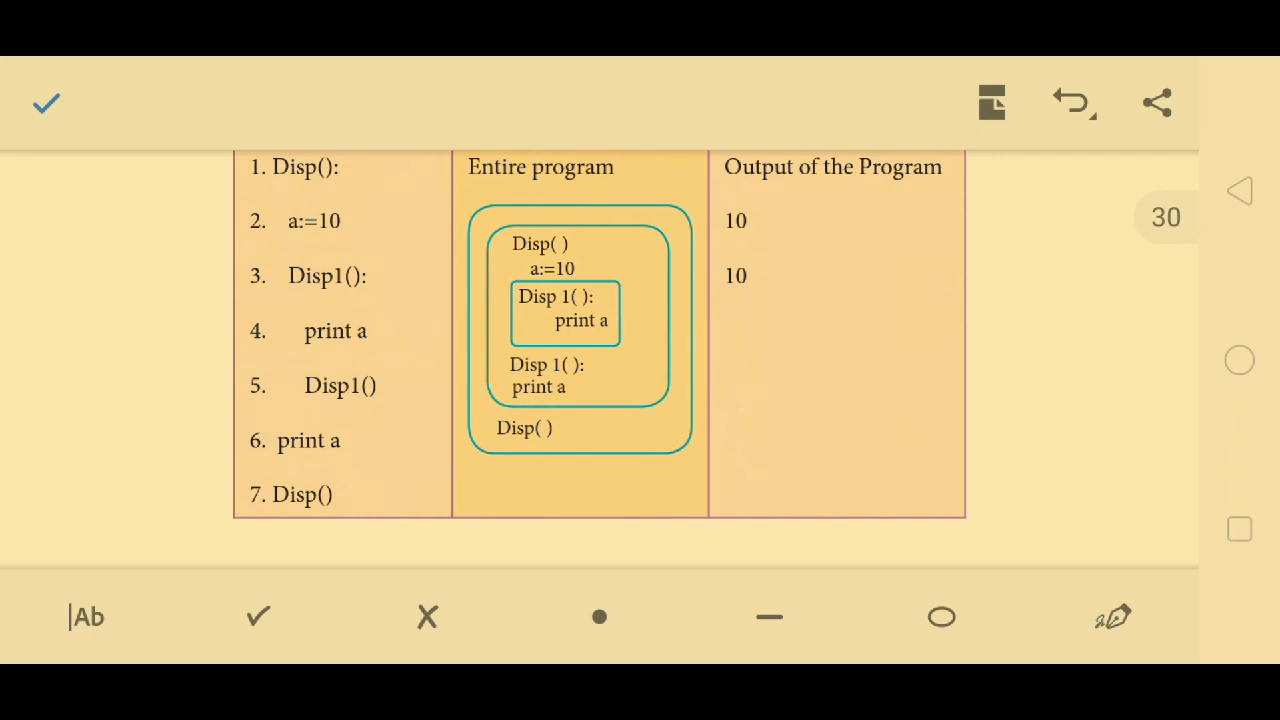 1. Disp():
2. a:=10
3. Disp1():
4. print a
5. Disp1()
6. print a
7. Disp()
Entire program
Disp( )
a:=10
Disp 1( ):
print a
Disp 1( ):
print a
Disp( )
Output of the Program
10
10
30
|Ab